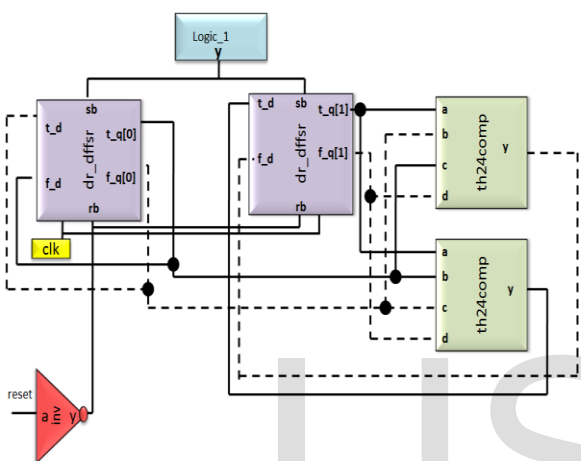 Logic_1
y
sb
t_d
t_q[0]
dr_dffsr
f_q[0]
f_d
rb
t_d
sb
t_q[1]
dr_dffsr
f_d
f_q[1]
rb
a
b
y
c
th24comp
d
a
b
y
c
th24comp
d
clk
reset
a
inv
y